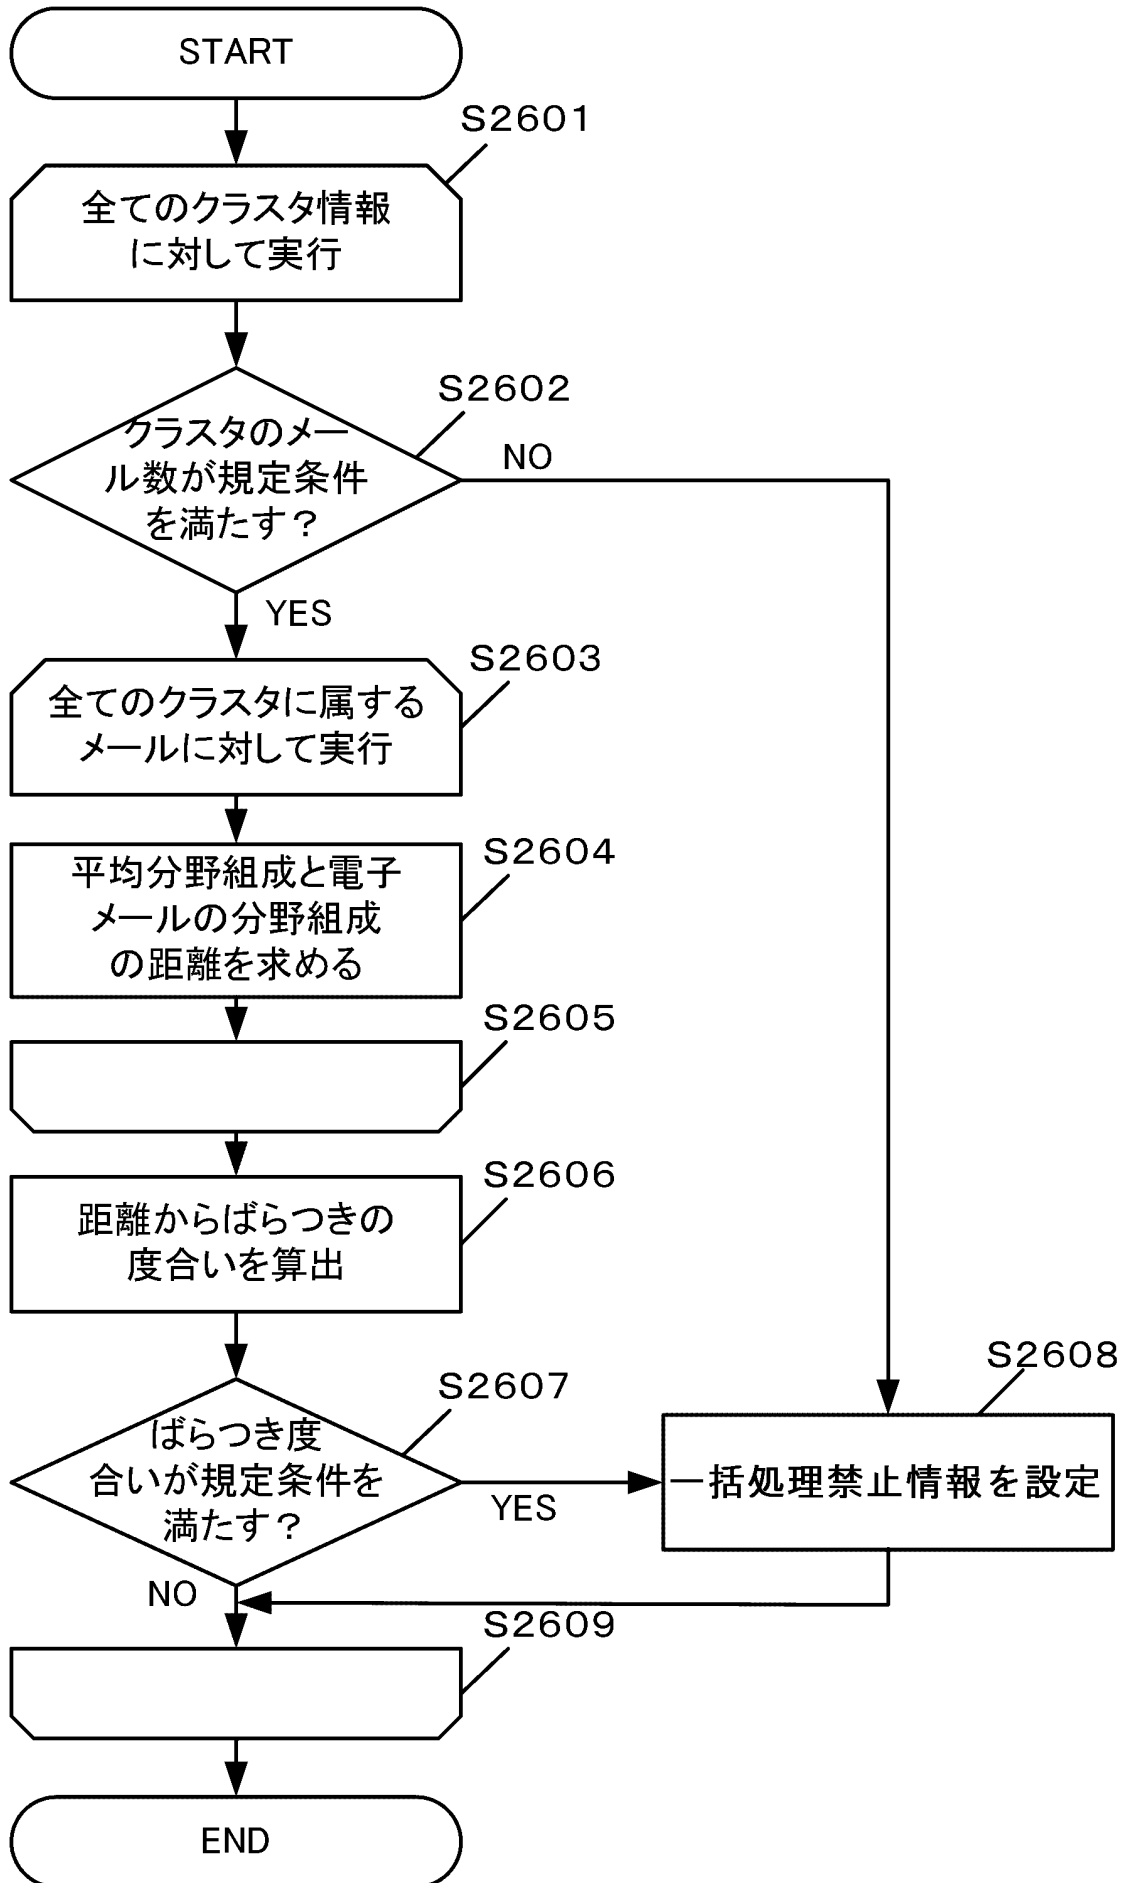 START
S2601
全てのクラスタ情報
に対して実行
S2602
クラスタのメー
ル数が規定条件
を満たす？
NO
YES
S2603
全てのクラスタに属する
メールに対して実行
S2604
平均分野組成と電子
メールの分野組成
の距離を求める
S2605
S2606
距離からばらつきの
度合いを算出
S2607
ばらつき度
合いが規定条件を
満たす？
YES
S2608
一括処理禁止情報を設定
NO
S2609
END